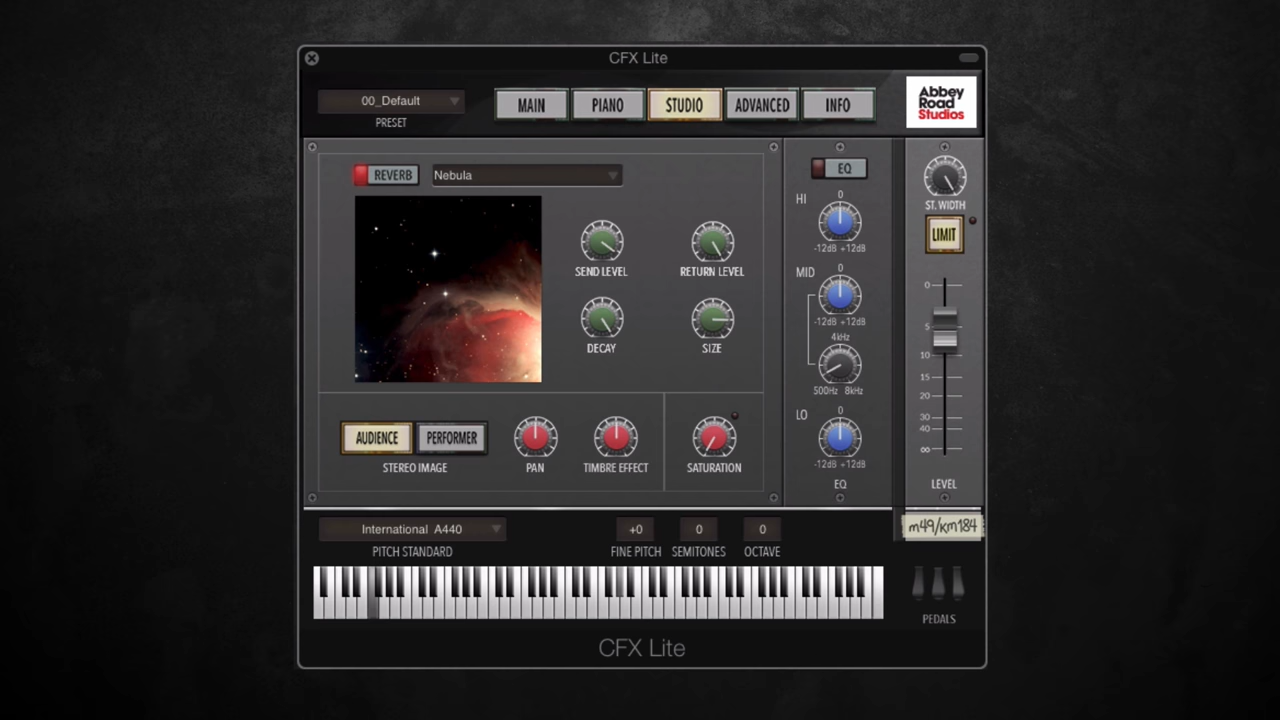 CFX Lite
00_Default
PRESET
MAIN
PIANO
STUDIO
ADVANCED
INFO
Abbey
Road
Studios
REVERB
Nebula
SEND LEVEL
RETURN LEVEL
DECAY
SIZE
AUDIENCE
PERFORMER
STEREO IMAGE
PAN
TIMBRE EFFECT
SATURATION
EQ
HI
0
-12dB +12dB
MID
0
-12dB +12dB
4kHz
500Hz 8kHz
LO
0
-12dB +12dB
EQ
ST. WIDTH
LIMIT
0
5
10
15
20
30
40
∞
LEVEL
m49/km184
International A440
PITCH STANDARD
+0
FINE PITCH
0
SEMITONES
0
OCTAVE
PEDALS
CFX Lite